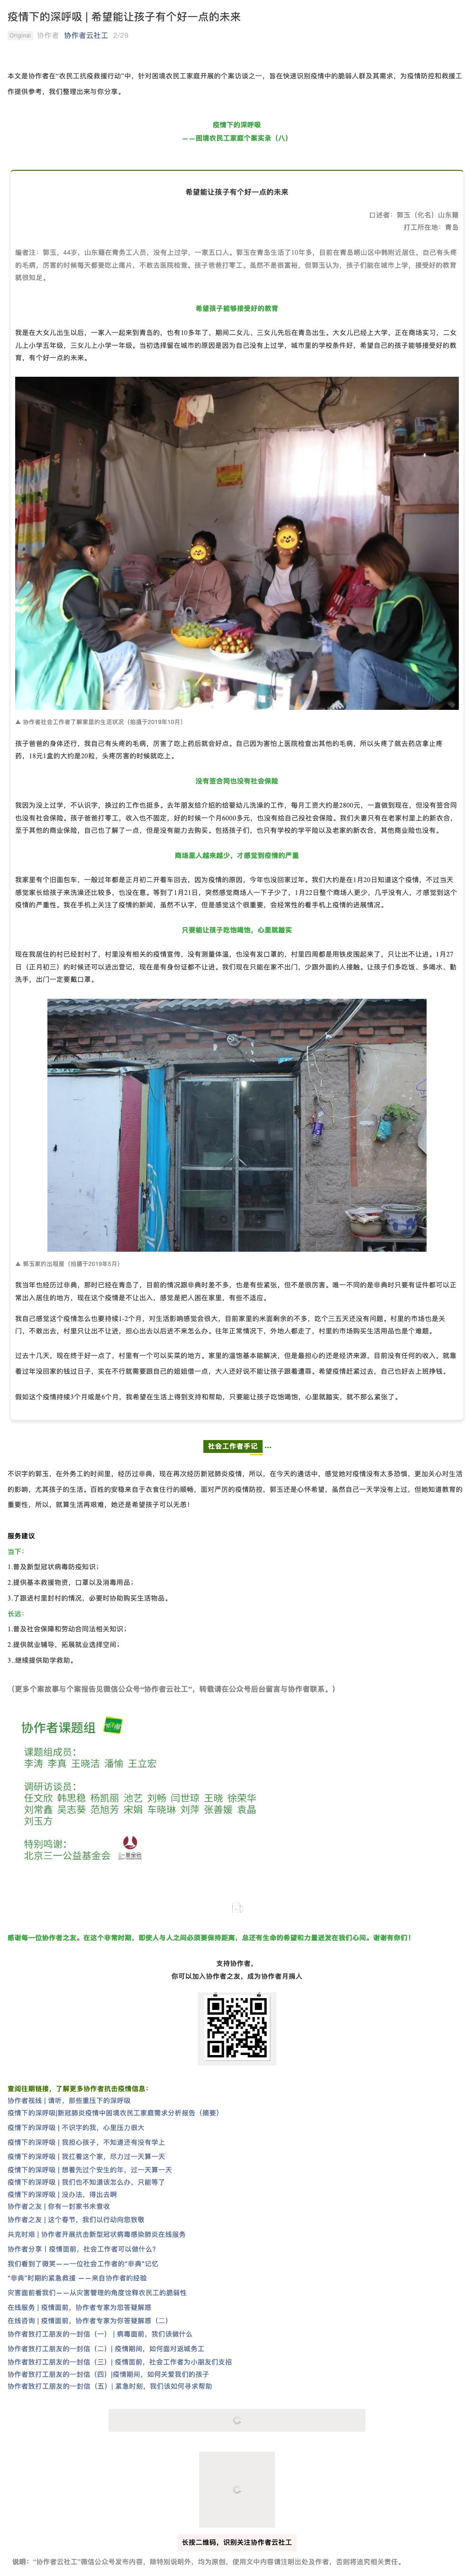 疫情下的深呼吸 | 希望能让孩子有个好一点的未来
Original 协作者 协作者云社工 2/29
本文是协作者在“农民工抗疫救援行动”中，针对困境农民工家庭开展的个案访谈之一，旨在快速识别疫情中的脆弱人群及其需求，为疫情防控和救援工
作提供参考，我们整理出来与你分享。
疫情下的深呼吸
——困境农民工家庭个案实录（八）
希望能让孩子有个好一点的未来
口述者：郭玉（化名）山东籍
打工所在地：青岛
编者注：郭玉，44岁，山东籍在青务工人员，没有上过学，一家五口人。郭玉在青岛生活了10年多，目前在青岛崂山区中韩附近居住，自己有头疼
的毛病，厉害的时候每天都要吃止痛片，不敢去医院检查。孩子爸爸打零工。虽然不是很富裕，但郭玉认为，孩子们能在城市上学，接受好的教育
就很知足。
希望孩子能够接受好的教育
我是在大女儿出生以后，一家人一起来到青岛的，也有10多年了，期间二女儿、三女儿先后在青岛出生。大女儿已经上大学，正在商场实习，二女
儿上小学五年级，三女儿上小学一年级。当初选择留在城市的原因是因为自己没有上过学，城市里的学校条件好，希望自己的孩子能够接受好的教
育，有个好一点的未来。
▲ 协作者社会工作者了解家里的生活状况（拍摄于2019年10月）
孩子爸爸的身体还行，我自己有头疼的毛病，厉害了吃上药后就会好点。自己因为害怕上医院检查出其他的毛病，所以头疼了就去药店拿止疼
药，18元1盒的大约是20粒，头疼厉害的时候就吃上。
没有签合同也没有社会保险
我因为没上过学，不认识字，换过的工作也挺多。去年朋友给介绍的给婴幼儿洗澡的工作，每月工资大约是2800元，一直做到现在，但没有签合同
也没有社会保险。孩子爸爸打零工，收入也不固定，好的时候一个月6000多元，也没有给自己投社会保险。我们夫妻只有在老家村里上的新农合，
至于其他的商业保险，自己也了解了一点，但是没有能力去购买。包括孩子们，也只有学校的学平险以及老家的新农合，其他商业险也没有。
商场里人越来越少，才感觉到疫情的严重
我家里有个旧面包车，一般过年都是正月初二开着车回去，因为疫情的原因，今年也没回家过年。我们大约是在1月20日知道这个疫情，不过当天
感觉家长给孩子来洗澡还比较多，也没在意。等到了1月21日，突然感觉商场人一下子少了，1月22日整个商场人更少，几乎没有人，才感觉到这个
疫情的严重性。我在手机上关注了疫情的新闻，虽然不认字，但是感觉这个很重要，会经常性的看手机上疫情的进展情况。
只要能让孩子吃饱喝饱，心里就踏实
现在我居住的村已经封村了，村里没有相关的疫情宣传，没有测量体温，也没有发口罩的，村里四周都是用铁皮围起来了，只让出不让进。1月27
日（正月初三）的时候还可以进出登记，现在是有身份证都不让进。我们现在只能在家不出门，少跟外面的人接触。让孩子们多吃饭、多喝水、勤
洗手，出门一定要戴口罩。
▲ 郭玉家的出租屋（拍摄于2019年5月）
我当年也经历过非典，那时已经在青岛了，目前的情况跟非典时差不多，也是有些紧张，但不是很厉害。唯一不同的是非典时只要有证件都可以正
常出入居住的地方，现在这个疫情是不让出入，感觉是把人困在家里，有些不适应。
我自己感觉这个疫情怎么也要持续1-2个月，对生活影响感觉会很大，目前家里的米面剩余的不多，吃个三五天还没有问题。村里的市场也是关
门，不敢出去，村里只让出不让进，担心出去以后进不来怎么办。往年正常情况下，外地人都走了，村里的市场购买生活用品也是个难题。
过去十几天，现在终于好一点了，村里有一个可以买菜的地方。家里的温饱基本能解决，但是最担心的还是经济来源，目前没有任何的收入，就靠
着过年没回家的钱过日子，实在不行就需要跟自己的姐姐借一点，大人还好说不能让孩子跟着遭罪。希望疫情赶紧过去，自己也好去上班挣钱。
假如这个疫情持续3个月或是6个月，我希望在生活上得到支持和帮助，只要能让孩子吃饱喝饱，心里就踏实，就不那么紧张了。
社会工作者手记 ...
不识字的郭玉，在外务工的时间里，经历过非典，现在再次经历新冠肺炎疫情，所以，在今天的通话中，感觉她对疫情没有太多恐惧，更加关心对生活
的影响，尤其孩子的生活。百姓的安稳来自于衣食住行的顺畅，面对严厉的疫情防控，郭玉还是心怀希望，虽然自己一天学没有上过，但她知道教育的
重要性，所以，就算生活再艰难，她还是希望孩子可以无恙！
服务建议
当下：
1.普及新型冠状病毒防疫知识；
2.提供基本救援物资，口罩以及消毒用品；
3.了跟进村里封村的情况，必要时协助购买生活物品。
长远：
1.普及社会保障和劳动合同法相关知识；
2.提供就业辅导，拓展就业选择空间；
3..继续提供助学救助。
（更多个案故事与个案报告见微信公众号“协作者云社工”，转载请在公众号后台留言与协作者联系。）
协作者课题组
课题组成员：
李涛 李真 王晓洁 潘愉 王立宏
调研访谈员：
任文欣 韩思稳 杨凯丽 池艺 刘畅 闫世琼 王晓 徐荣华
刘常鑫 吴志葵 范旭芳 宋娟 车晓琳 刘萍 张善媛 袁晶
刘玉方
特别鸣谢：
北京三一公益基金会
感谢每一位协作者之友。在这个非常时期，即使人与人之间必须要保持距离，总还有生命的希望和力量迸发在我们心间。谢谢有你们！
支持协作者，
你可以加入协作者之友，成为协作者月捐人
查阅往期链接，了解更多协作者抗击疫情信息：
协作者视线 | 请听，那些重压下的深呼吸
疫情下的深呼吸|新冠肺炎疫情中困境农民工家庭需求分析报告（摘要）
疫情下的深呼吸 | 不识字的我，心里压力很大
疫情下的深呼吸 | 我担心孩子，不知道还有没有学上
疫情下的深呼吸 | 我扛着这个家，尽力过一天算一天
疫情下的深呼吸 | 想着先过个安生的年，过一天算一天
疫情下的深呼吸 | 我们也不知道该怎么办，只能等了
疫情下的深呼吸 | 没办法，得出去啊
协作者之友 | 你有一封家书未查收
协作者之友 | 这个春节，我们以行动向您致敬
共克时艰 | 协作者开展抗击新型冠状病毒感染肺炎在线服务
协作者分享丨疫情面前，社会工作者可以做什么？
我们看到了微笑——一位社会工作者的“非典”记忆
“非典”时期的紧急救援 ——来自协作者的经验
灾害面前看我们——从灾害管理的角度诠释农民工的脆弱性
在线服务 | 疫情面前，协作者专家为您答疑解惑
在线咨询 | 疫情面前，协作者专家为你答疑解惑（二）
协作者致打工朋友的一封信（一） | 病毒面前，我们该做什么
协作者致打工朋友的一封信（二）| 疫情期间，如何面对返城务工
协作者致打工朋友的一封信（三）| 疫情面前，社会工作者为小朋友们支招
协作者致打工朋友的一封信（四）|疫情期间，如何关爱我们的孩子
协作者致打工朋友的一封信（五）| 紧急时刻，我们该如何寻求帮助
长按二维码，识别关注协作者云社工
说明：“协作者云社工”微信公众号发布内容，除特别说明外，均为原创，使用文中内容请注明出处及作者，否则将追究相关责任。